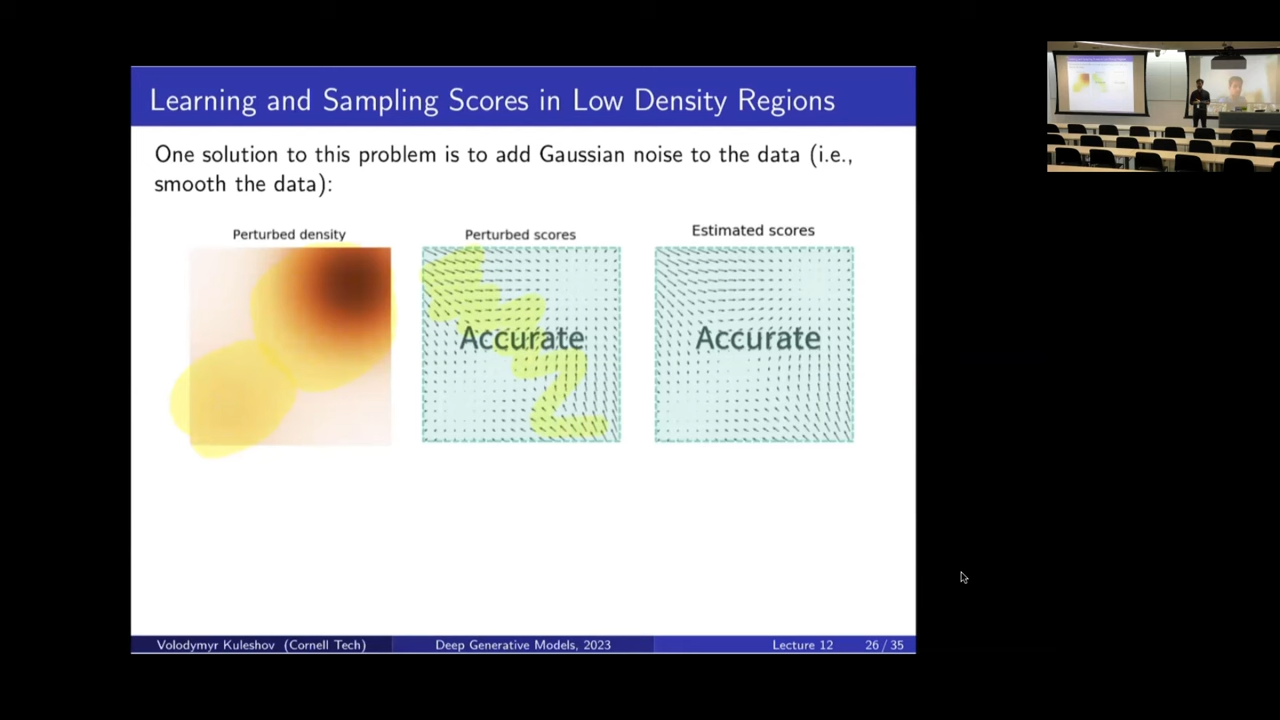 Learning and Sampling Scores in Low Density Regions
One solution to this problem is to add Gaussian noise to the data (i.e.,
smooth the data):
Perturbed density
Perturbed scores
Estimated scores
Accurate
Accurate
Volodymyr Kuleshov (Cornell Tech)
Deep Generative Models, 2023
Lecture 12
26 / 35